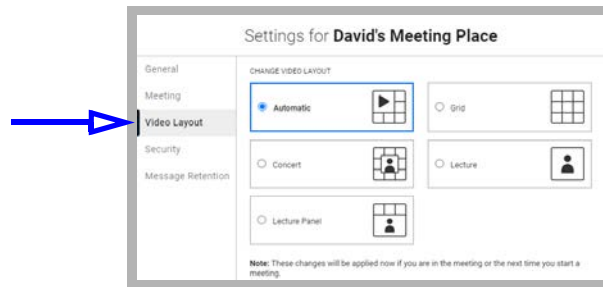 Settings for David's Meeting Place
General
Meeting
Video Layout
Security
Message Retention
CHANGE VIDEO LAYOUT
Automatic
Grid
Concert
Lecture
Lecture Panel
Note: These changes will be applied now if you are in the meeting or the next time you start a
meeting.